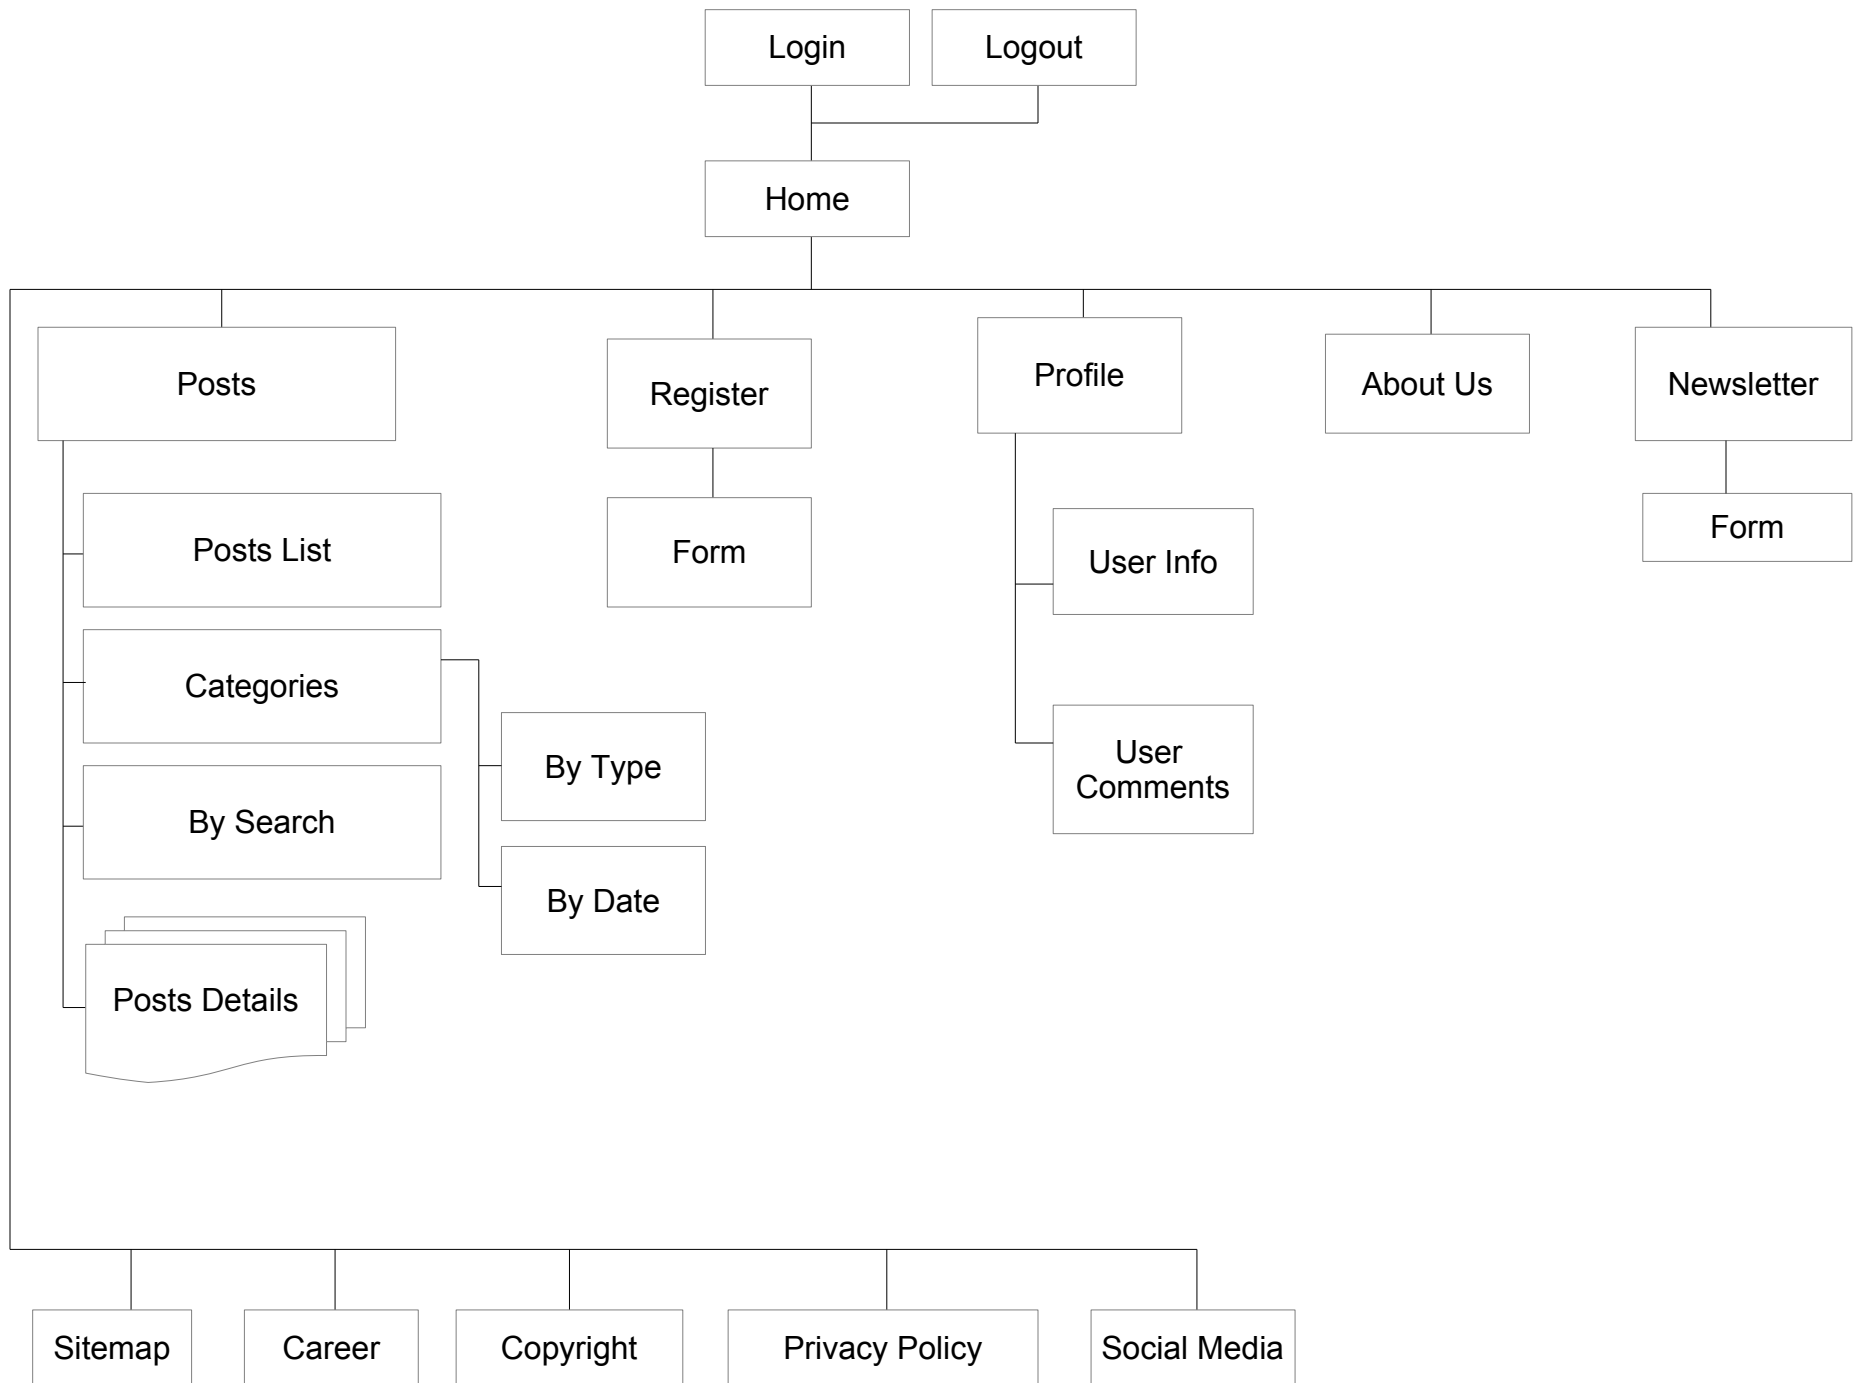 Login
Logout
Home
Posts
Register
Profile
About Us
Newsletter
Posts List
Form
User Info
Form
Categories
By Type
User
Comments
By Search
By Date
Posts Details
Sitemap
Career
Copyright
Privacy Policy
Social Media